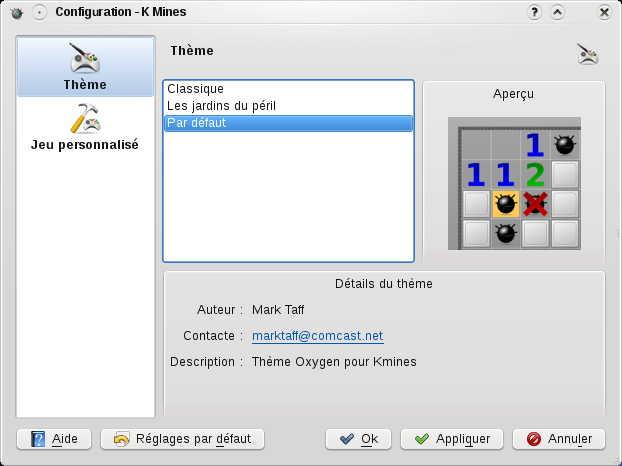 Configuration - K Mines
Thème
Jeu personnalisé
Thème
Classique
Les jardins du péril
Par défaut
Aperçu
1
1 1 2
Détails du thème
Auteur : Mark Taff
Contacte : marktaff@comcast.net
Description : Thème Oxygen pour Kmines
Aide
Réglages par défaut
Ok
Appliquer
Annuler